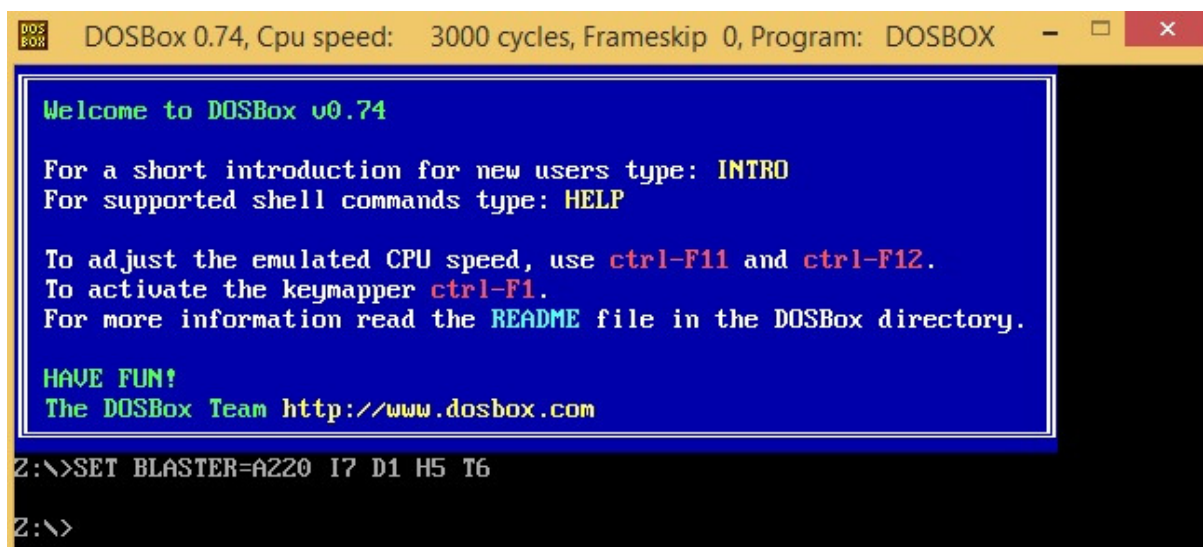 DOS BOX
DOSBox 0.74, Cpu speed: 3000 cycles, Frameskip 0, Program: DOSBOX
Welcome to DOSBox v0.74
For a short introduction for new users type: INTRO
For supported shell commands type: HELP
To adjust the emulated CPU speed, use ctrl-F11 and ctrl-F12.
To activate the keymapper ctrl-F1.
For more information read the README file in the DOSBox directory.
HAVE FUN!
The DOSBox Team http://www.dosbox.com
Z:\>SET BLASTER=A220 I7 D1 H5 T6
Z:\>